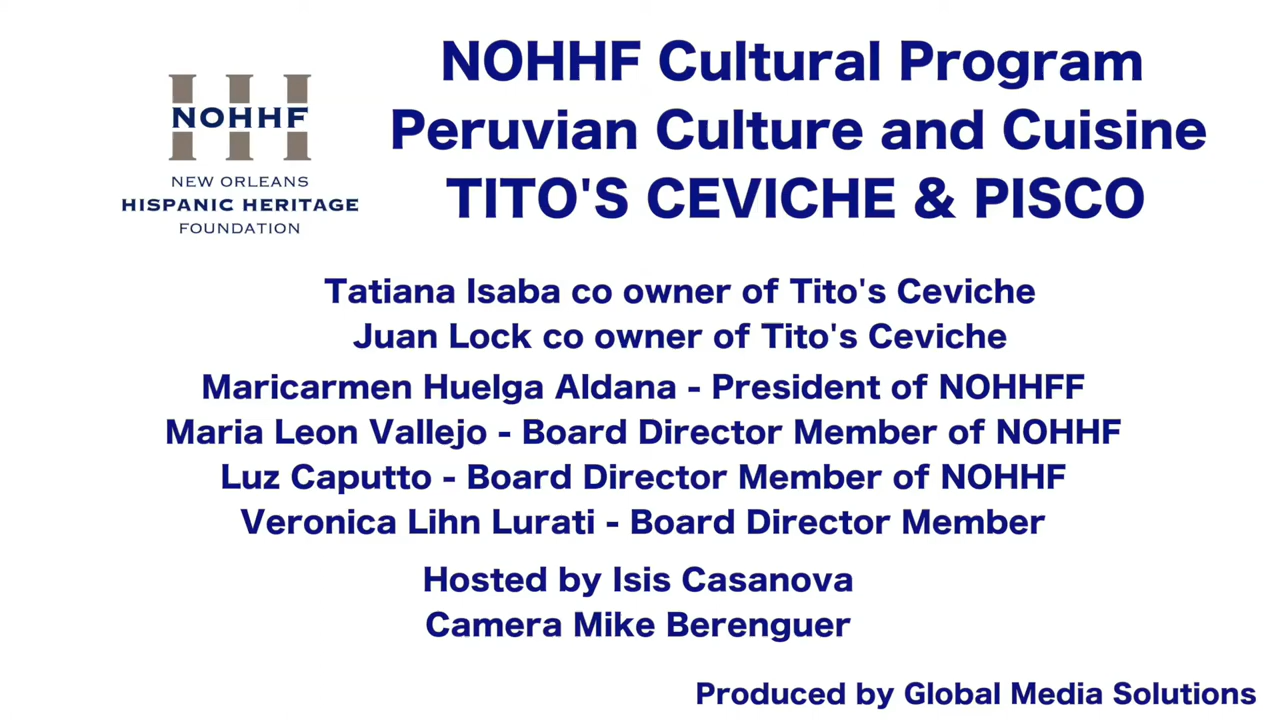 NOHHF
NEW ORLEANS
HISPANIC HERITAGE
FOUNDATION
NOHHF Cultural Program
Peruvian Culture and Cuisine
TITO'S CEVICHE & PISCO
Tatiana Isaba co owner of Tito's Ceviche
Juan Lock co owner of Tito's Ceviche
Maricarmen Huelga Aldana - President of NOHHFF
Maria Leon Vallejo - Board Director Member of NOHHF
Luz Caputto - Board Director Member of NOHHF
Veronica Lihn Lurati - Board Director Member
Hosted by Isis Casanova
Camera Mike Berenguer
Produced by Global Media Solutions